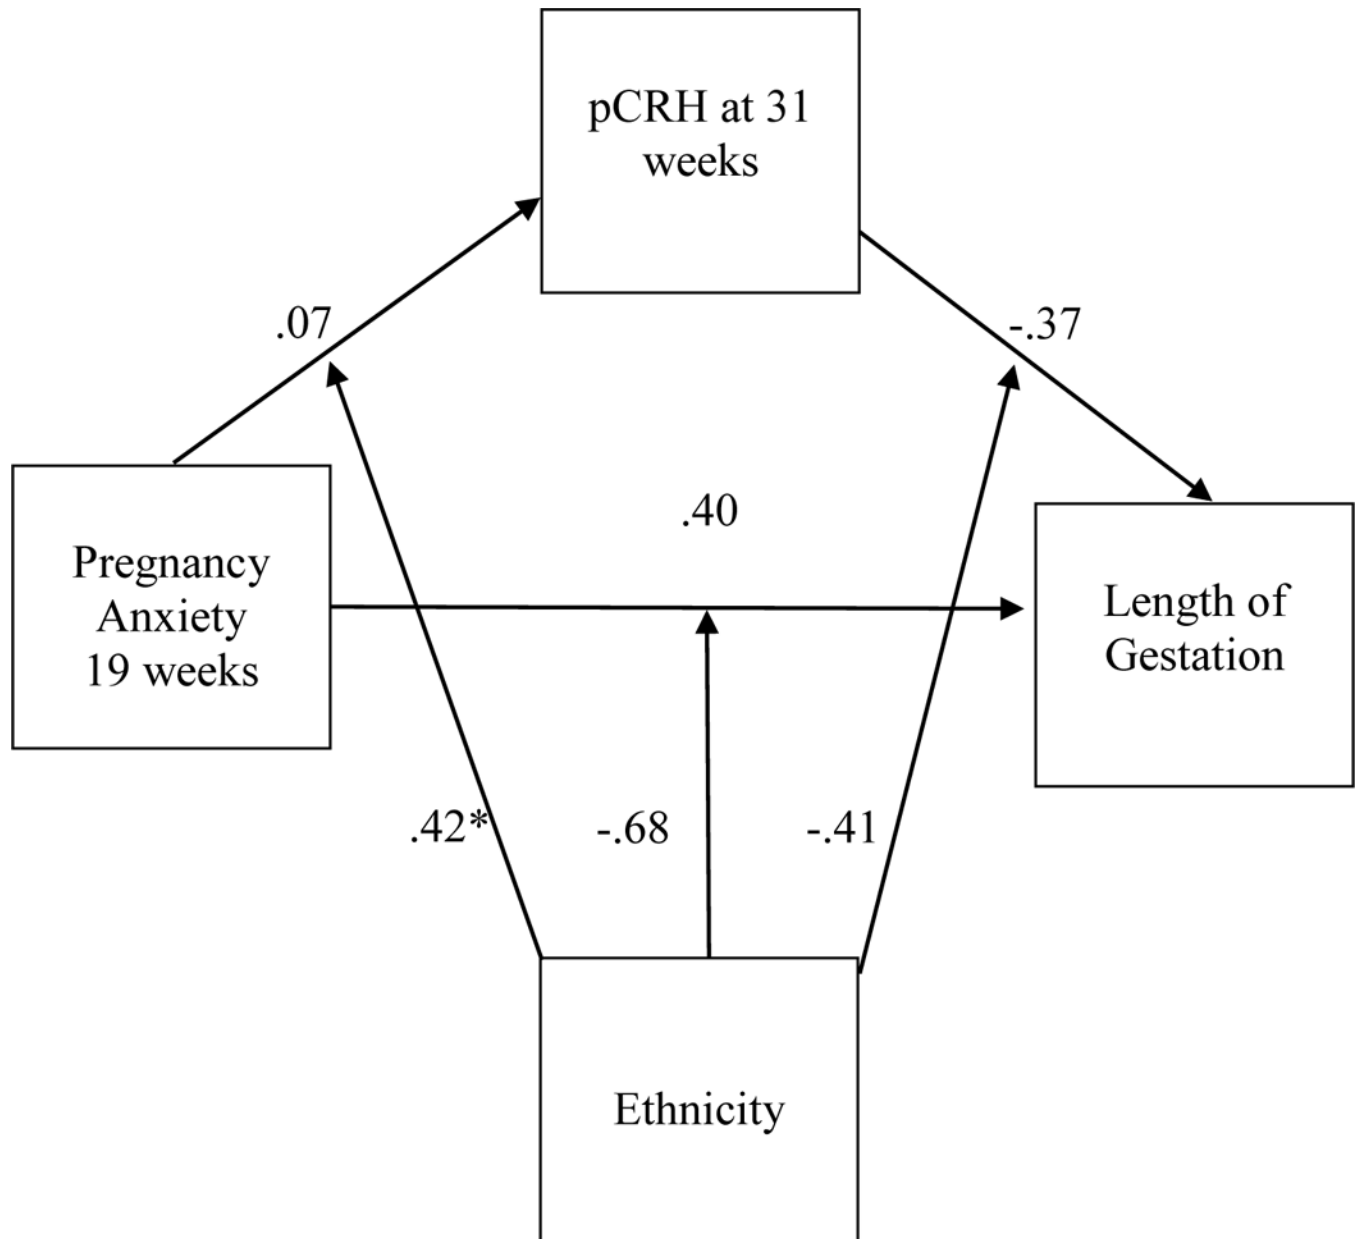 pCRH at 31
weeks
.07
-.37
.40
Pregnancy
Anxiety
19 weeks
Length of
Gestation
.42*
-.68
-.41
Ethnicity